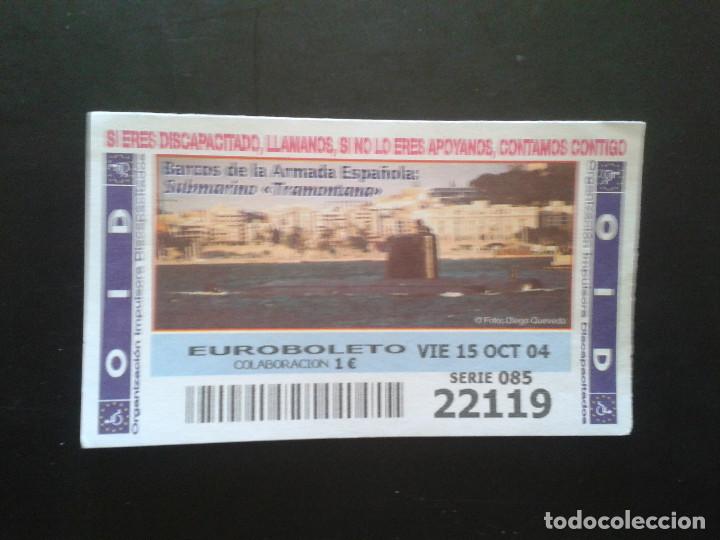 SI ERES DISCAPACITADO, LLAMANOS, SI NO LO ERES APOYANOS, CONTAMOS CONTIGO
Barcos de la Armada Española:
Submarino «Tramontana»
© Foto: Diego Quevedo
OID
Organización Impulsora Discapacitados
OID
Organización Impulsora Discapacitados
EUROBOLETO VIE 15 OCT 04
COLABORACION 1 €
SERIE 085
22119
todocoleccion
todocoleccion.net